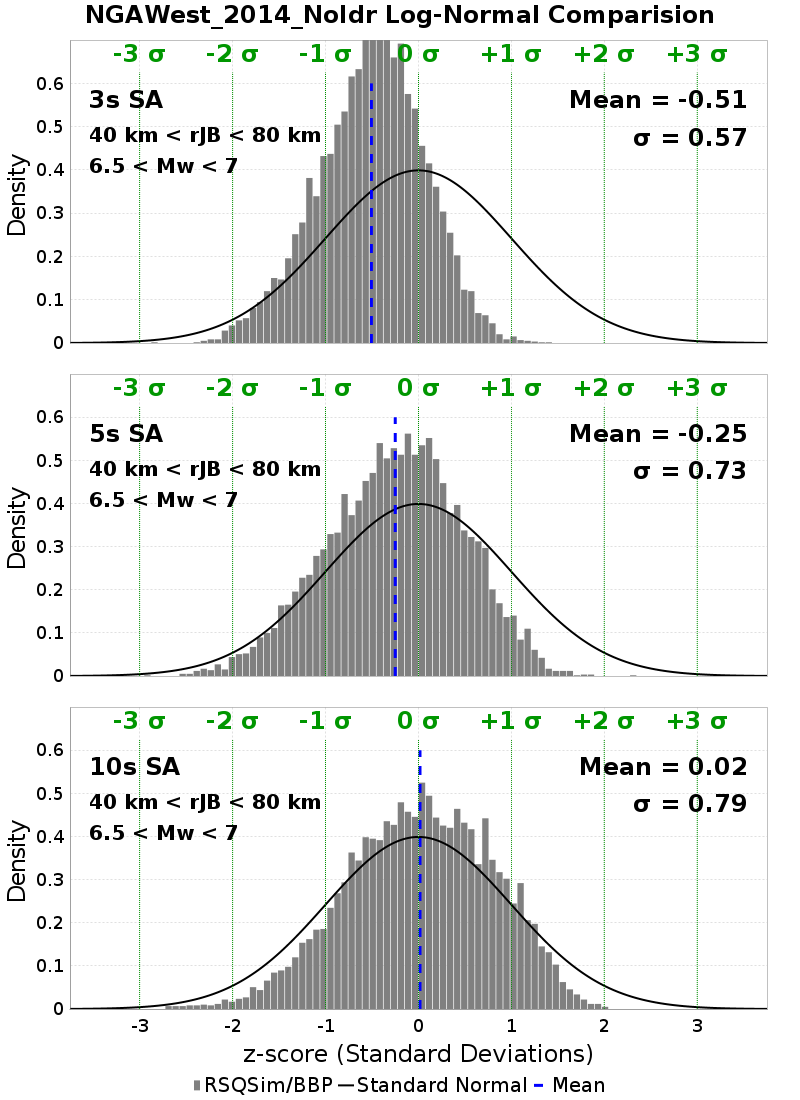 NGAWest_2014_NoIdr Log-Normal Comparision
-3 σ -2 σ -1 σ 0 σ +1 σ +2 σ +3 σ
3s SA
Mean = -0.51
40 km < rJB < 80 km
σ = 0.57
6.5 < Mw < 7
Density
0.6
0.5
0.4
0.3
0.2
0.1
0
-3 σ -2 σ -1 σ 0 σ +1 σ +2 σ +3 σ
5s SA
Mean = -0.25
40 km < rJB < 80 km
σ = 0.73
6.5 < Mw < 7
Density
0.6
0.5
0.4
0.3
0.2
0.1
0
-3 σ -2 σ -1 σ 0 σ +1 σ +2 σ +3 σ
10s SA
Mean = 0.02
40 km < rJB < 80 km
σ = 0.79
6.5 < Mw < 7
Density
0.6
0.5
0.4
0.3
0.2
0.1
0
-3 -2 -1 0 1 2 3
z-score (Standard Deviations)
RSQSim/BBP Standard Normal Mean